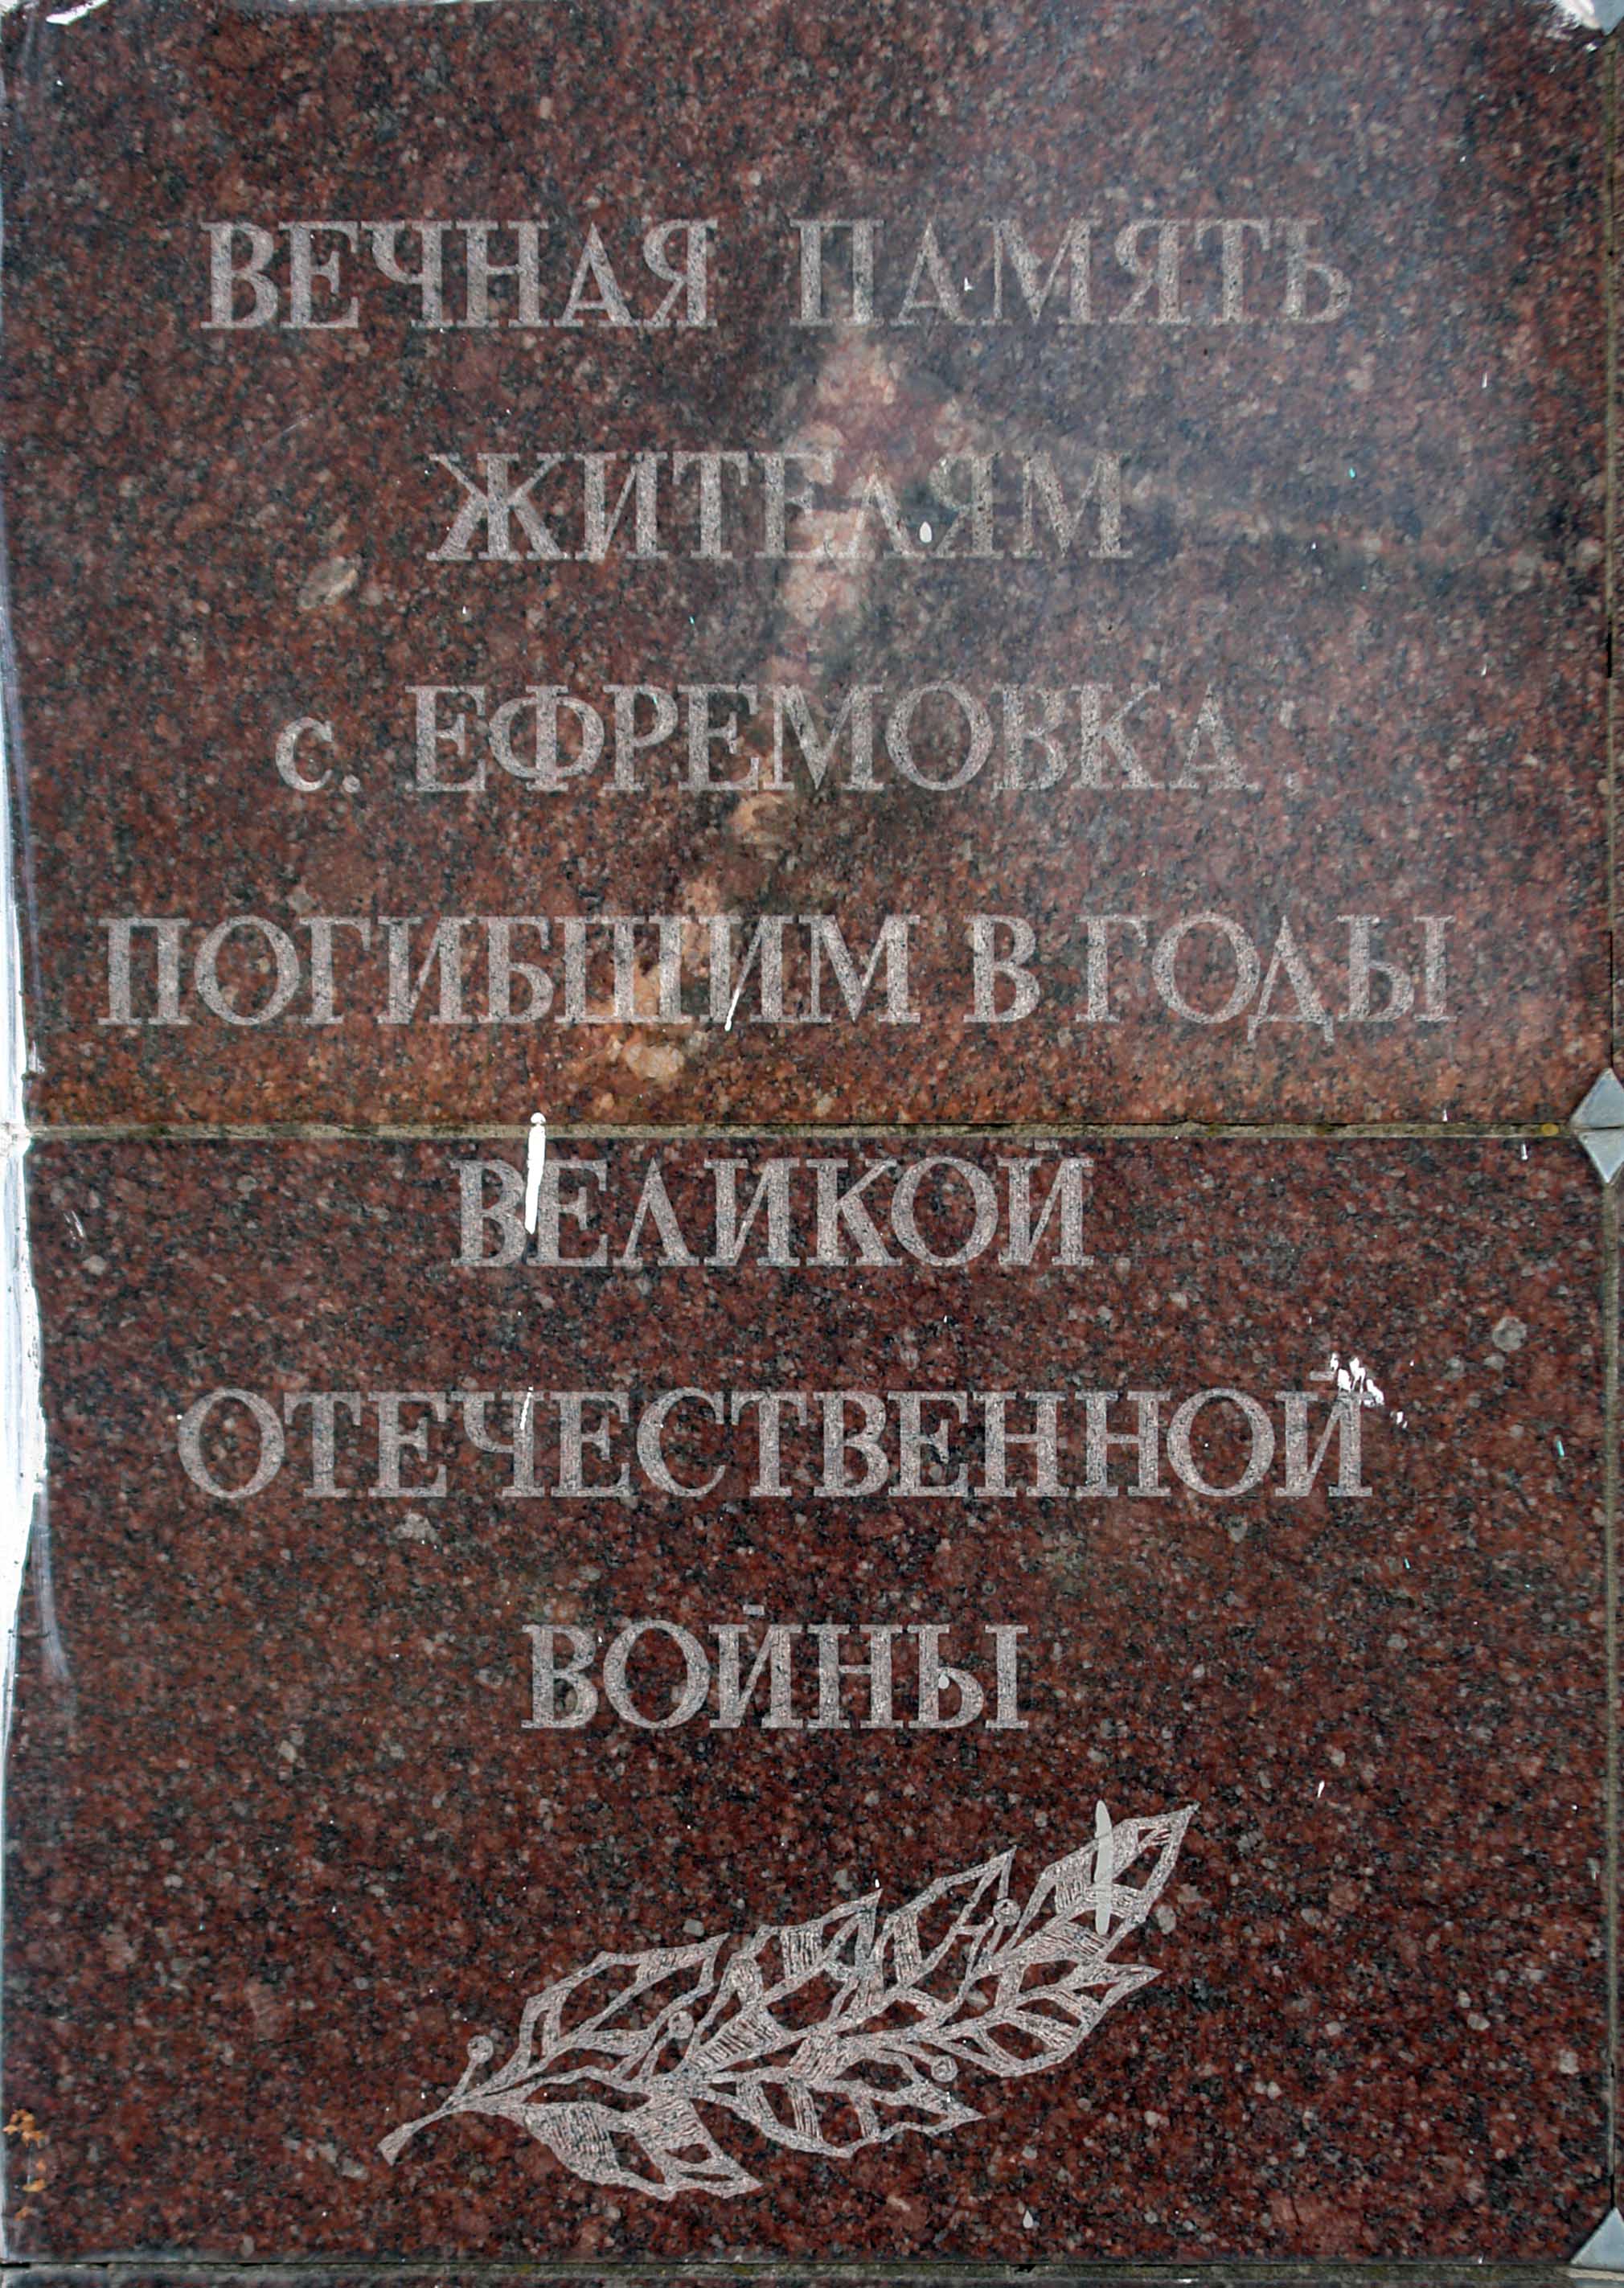 ВЕЧНАЯ ПАМЯТЬ
ЖИТЕЛЯМ
с. ЕФРЕМОВКА
ПОГИБШИМ В ГОДЫ
ВЕЛИКОЙ
ОТЕЧЕСТВЕННОЙ
ВОЙНЫ